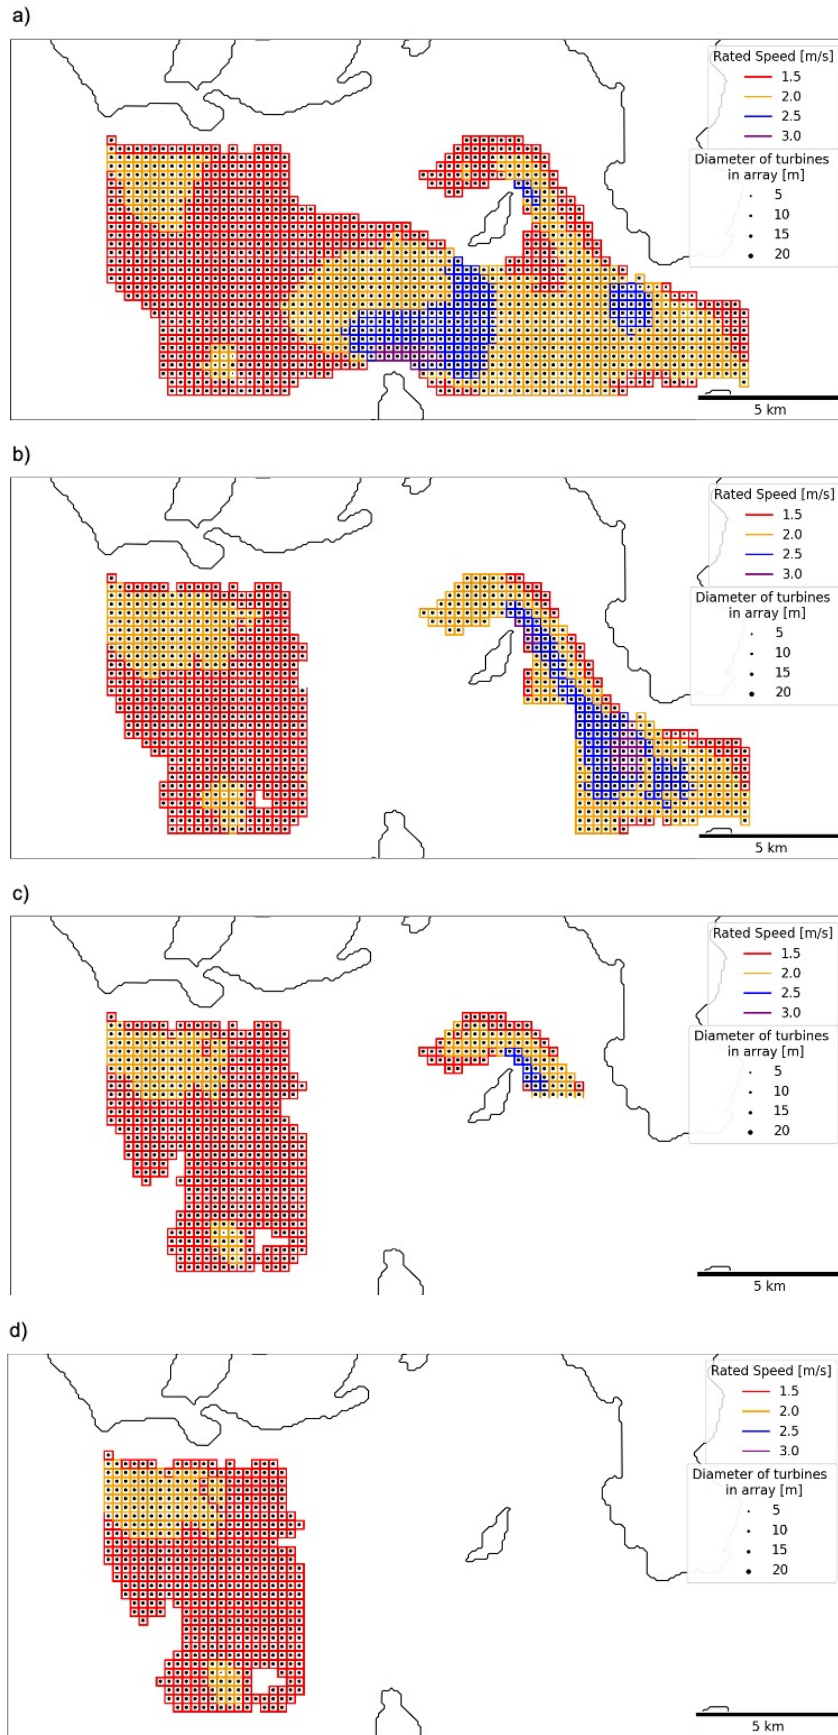 a)
Rated Speed [m/s]
1.5
2.0
2.5
3.0
Diameter of turbines
in array [m]
5
10
15
20
5 km
b)
Rated Speed [m/s]
1.5
2.0
2.5
3.0
Diameter of turbines
in array [m]
5
10
15
20
5 km
c)
Rated Speed [m/s]
1.5
2.0
2.5
3.0
Diameter of turbines
in array [m]
5
10
15
20
5 km
d)
Rated Speed [m/s]
1.5
2.0
2.5
3.0
Diameter of turbines
in array [m]
5
10
15
20
5 km